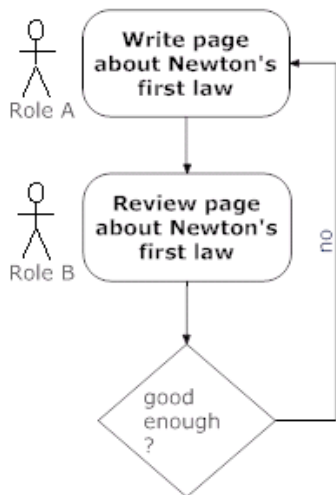 Write page
about Newton's
first law
Role A
Review page
about Newton's
first law
Role B
no
good
enough
?